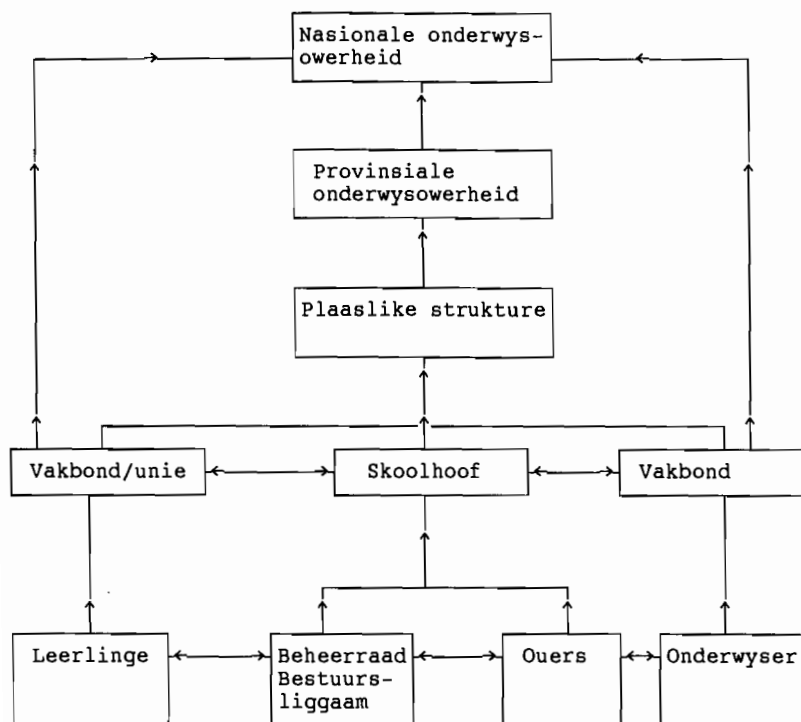 Nasionale onderwys-
owerheid
Provinsiale
onderwysowerheid
Plaaslike strukture
Vakbond/unie
Skoolhoof
Vakbond
Leerlinge
Beheerraad
Bestuurs-
liggaam
Ouers
Onderwyser